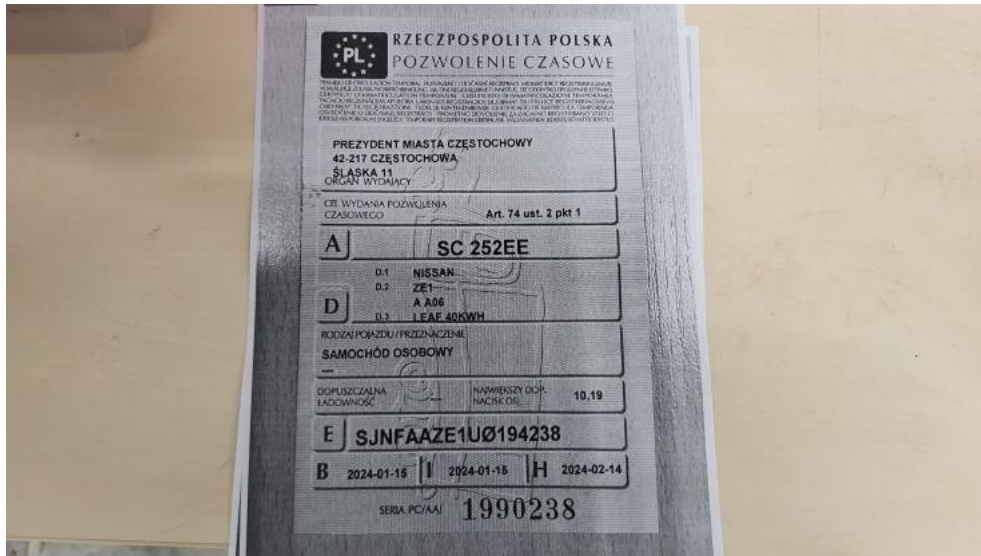 PL
RZECZPOSPOLITA POLSKA
POZWOLENIE CZASOWE
PREZYDENT MIASTA CZĘSTOCHOWY
42-217 CZĘSTOCHOWA
ŚLĄSKA 11
ORGAN WYDAJĄCY
CEL WYDANIA POZWOLENIA
CZASOWEGO Art. 74 ust. 2 pkt 1
A SC 252EE
D.1 NISSAN
D.2 ZE1
D A A06
D.3 LEAF 40KWH
RODZAJ POJAZDU / PRZEZNACZENIE
SAMOCHÓD OSOBOWY
---
DOPUSZCZALNA
ŁADOWNOŚĆ --
NAJWIĘKSZY DOP.
NACISK OSI 10,19
E SJNFAAZE1UØ194238
B 2024-01-15 I 2024-01-15 H 2024-02-14
SERIA PC/AAJ 1990238